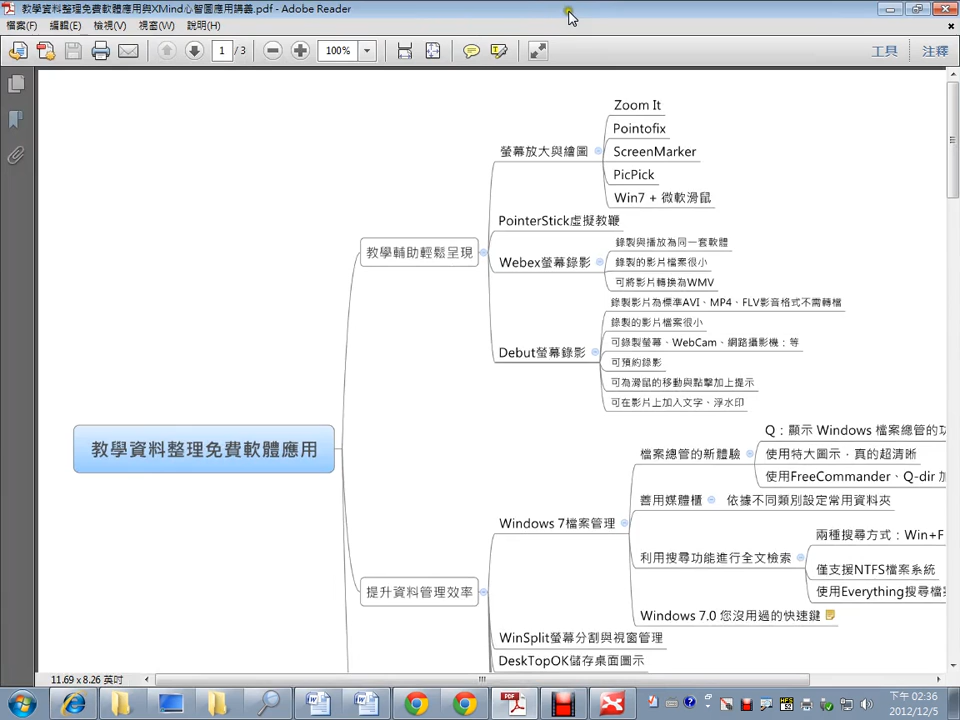 教學資料整理免費軟體應用與XMind心智圖應用講義.pdf - Adobe Reader
檔案(F) 編輯(E) 檢視(V) 視窗(W) 說明(H)
1 / 3 100% 工具 注釋
Zoom It
Pointofix
螢幕放大與繪圖
ScreenMarker
PicPick
Win7 + 微軟滑鼠
PointerStick虛擬教鞭
教學輔助輕鬆呈現
錄製與播放為同一套軟體
Webex螢幕錄影
錄製的影片檔案很小
可將影片轉換為WMV
錄製影片為標準AVI、MP4、FLV影音格式不需轉檔
錄製的影片檔案很小
可錄製螢幕、WebCam、網路攝影機：等
Debut螢幕錄影
可預約錄影
可為滑鼠的移動與點擊加上提示
可在影片上加入文字、浮水印
教學資料整理免費軟體應用
Q：顯示 Windows 檔案總管的功
檔案總管的新體驗
使用特大圖示，真的超清晰
使用FreeCommander、Q-dir 加
善用媒體櫃 依據不同類別設定常用資料夾
Windows 7檔案管理
兩種搜尋方式：Win+F
利用搜尋功能進行全文檢索
僅支援NTFS檔案系統
使用Everything搜尋檔案
Windows 7.0 您沒用過的快速鍵
提升資料管理效率
WinSplit螢幕分割與視窗管理
DeskTopOK儲存桌面圖示
11.69 x 8.26 英吋
下午 02:36
2012/12/5